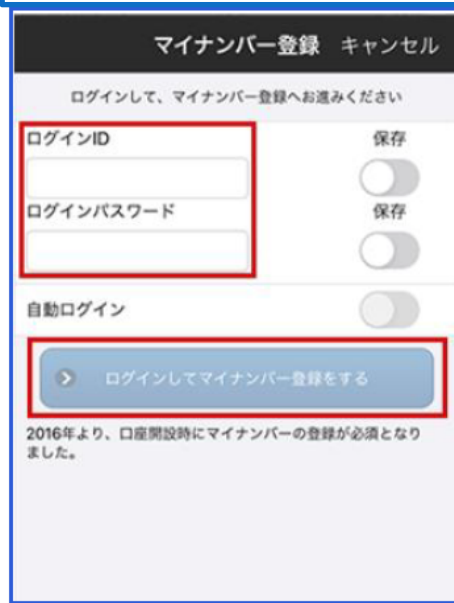 マイナンバー登録 キャンセル
ログインして、マイナンバー登録へお進みください
ログインID 保存
ログインパスワード 保存
自動ログイン
ログインしてマイナンバー登録をする
2016年より、口座開設時にマイナンバーの登録が必須となり
ました。